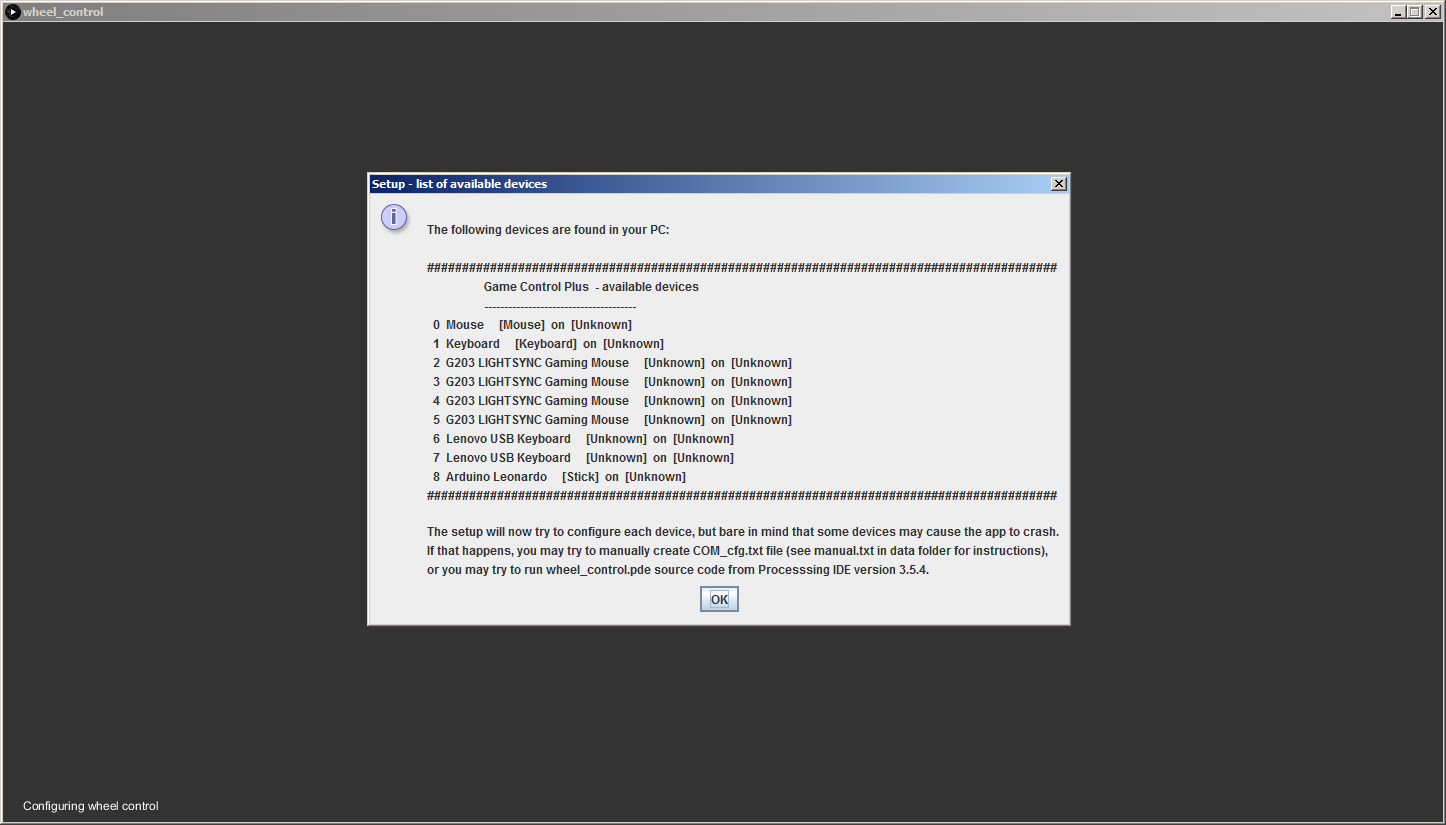 wheel_control
Setup - list of available devices
The following devices are found in your PC:
##########################################################################################
Game Control Plus  - available devices
--------------------------------------
0  Mouse     [Mouse]  on  [Unknown]
1  Keyboard     [Keyboard]  on  [Unknown]
2  G203 LIGHTSYNC Gaming Mouse     [Unknown]  on  [Unknown]
3  G203 LIGHTSYNC Gaming Mouse     [Unknown]  on  [Unknown]
4  G203 LIGHTSYNC Gaming Mouse     [Unknown]  on  [Unknown]
5  G203 LIGHTSYNC Gaming Mouse     [Unknown]  on  [Unknown]
6  Lenovo USB Keyboard     [Unknown]  on  [Unknown]
7  Lenovo USB Keyboard     [Unknown]  on  [Unknown]
8  Arduino Leonardo     [Stick]  on  [Unknown]
##########################################################################################
The setup will now try to configure each device, but bare in mind that some devices may cause the app to crash.
If that happens, you may try to manually create COM_cfg.txt file (see manual.txt in data folder for instructions),
or you may try to run wheel_control.pde source code from Processsing IDE version 3.5.4.
OK
Configuring wheel control